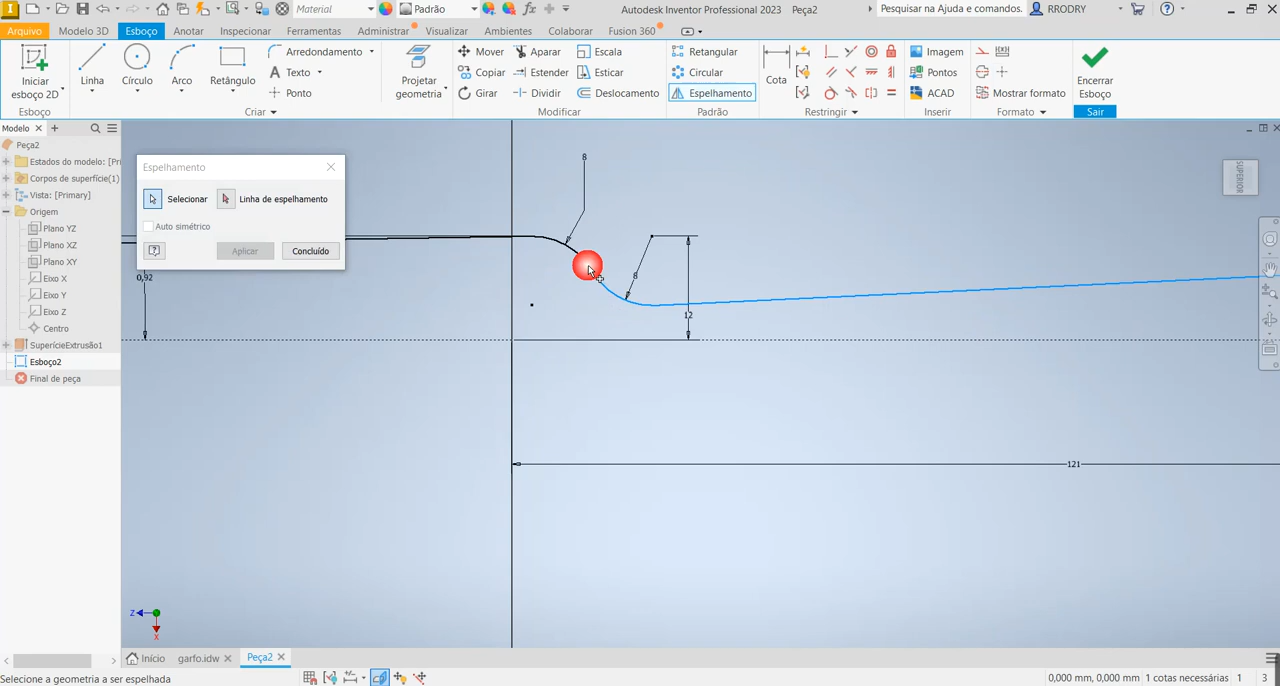 Material
Padrão
fx
Autodesk Inventor Professional 2023 Peça2
Pesquisar na Ajuda e comandos.
RRODRY
Arquivo
Modelo 3D
Esboço
Anotar
Inspecionar
Ferramentas
Administrar
Visualizar
Ambientes
Colaborar
Fusion 360
Iniciar
esboço 2D
Linha
Círculo
Arco
Retângulo
Arredondamento
Texto
Ponto
Projetar
geometria
Mover
Aparar
Escala
Copiar
Estender
Esticar
Girar
Dividir
Deslocamento
Retangular
Circular
Espelhamento
Cota
Imagem
Pontos
ACAD
Mostrar formato
Encerrar
Esboço
Esboço
Criar
Modificar
Padrão
Restringir
Inserir
Formato
Sair
Modelo
Peça2
Estados do modelo: [Pri
Corpos de superfície(1)
Vista: [Primary]
Origem
Plano YZ
Plano XZ
Plano XY
Eixo X
Eixo Y
Eixo Z
Centro
SuperfícieExtrusão1
Esboço2
Final de peça
Espelhamento
Selecionar
Linha de espelhamento
Auto simétrico
Aplicar
Concluído
0,92
8
8
12
121
SUPERIOR
Z
X
Início
garfo.idw
Peça2
Selecione a geometria a ser espelhada
0,000 mm, 0,000 mm
1 cotas necessárias
1
3